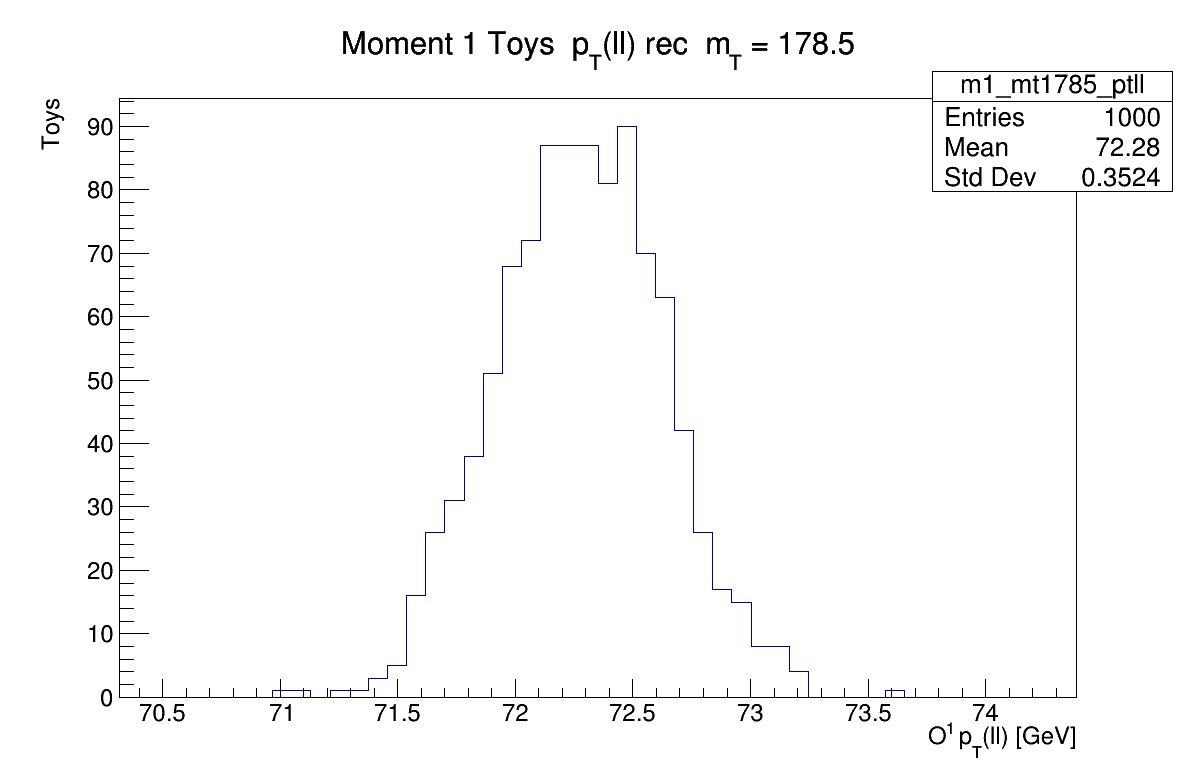 Moment 1 Toys p_T(ll) rec m_T = 178.5
m1_mt1785_ptll
Entries 1000
Mean 72.28
Std Dev 0.3524
Toys
90
80
70
60
50
40
30
20
10
0
70.5 71 71.5 72 72.5 73 73.5 74
O¹ p_T(ll) [GeV]